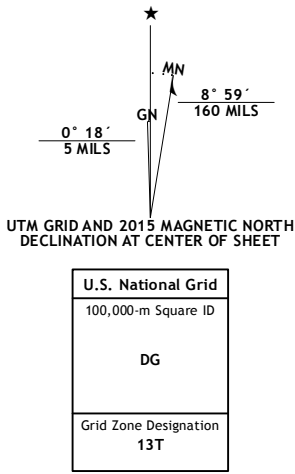 MN
8° 59´
160 MILS
GN
0° 18´
5 MILS
UTM GRID AND 2015 MAGNETIC NORTH
DECLINATION AT CENTER OF SHEET
U.S. National Grid
100,000-m Square ID
DG
Grid Zone Designation
13T